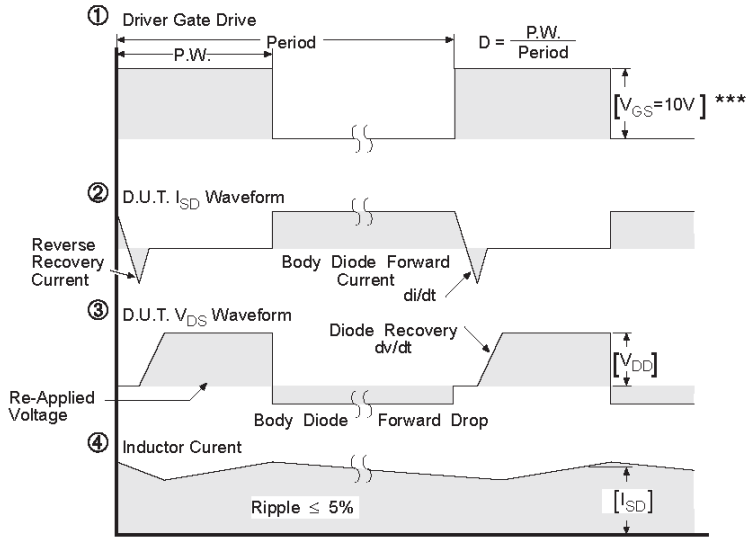 ① Driver Gate Drive
Period
P.W.
D = P.W.
Period
[VGS=10V] ***
② D.U.T. ISD Waveform
Reverse
Recovery
Current
Body Diode Forward
Current
di/dt
③ D.U.T. VDS Waveform
Diode Recovery
dv/dt
[VDD]
Re-Applied
Voltage
Body Diode Forward Drop
④ Inductor Curent
Ripple ≤ 5%
[ISD]